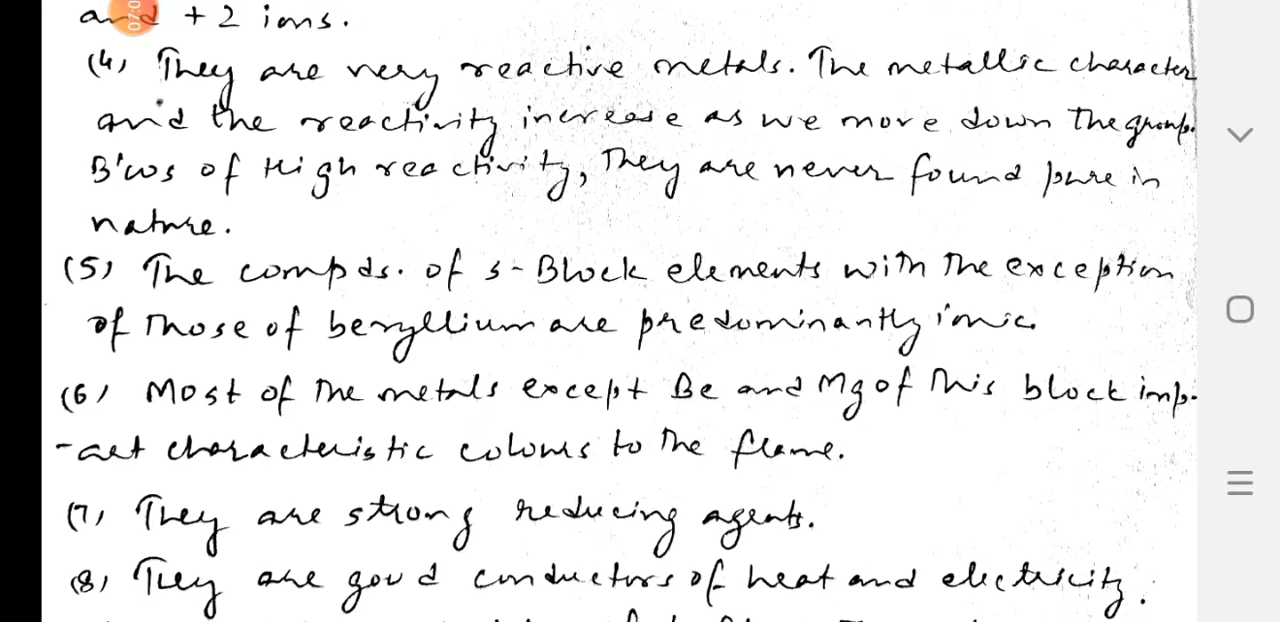 and + 2 ions.
(4) They are very reactive metals. The metallic character
and the reactivity increase as we move down the group.
B'cos of High reactivity, They are never found pure in
nature.
(5) The compds. of s-Block elements with The exception
of Those of beryllium are predominantly ionic.
(6) Most of The metals except Be and Mg of This block imp-
-art characteristic colours to The flame.
(7) They are strong reducing agents.
(8) They are good conductors of heat and electricity.